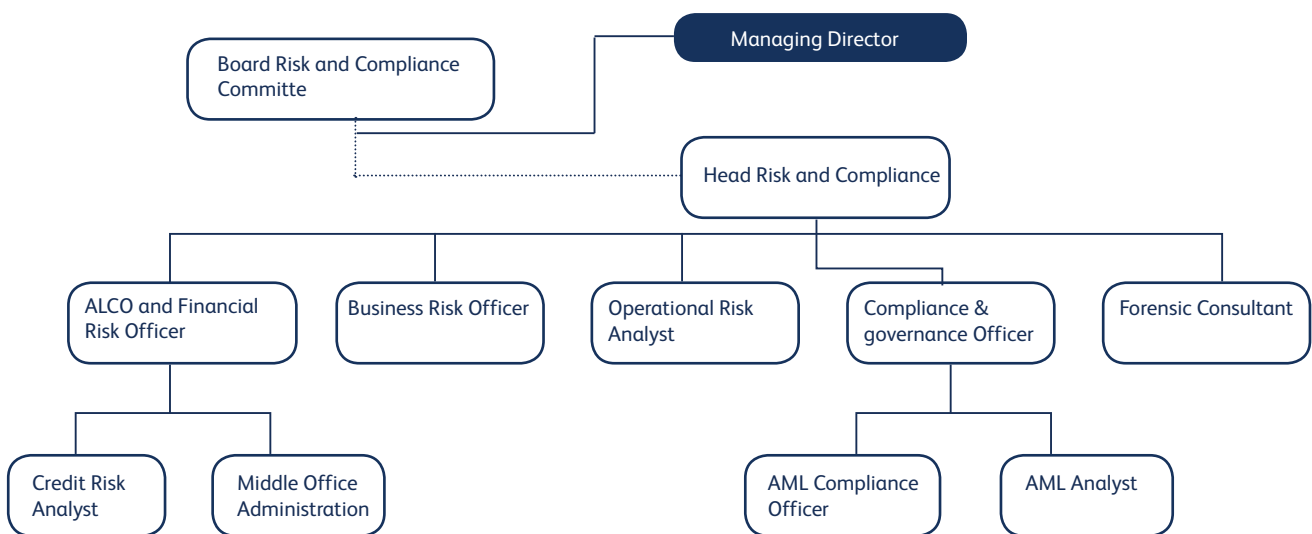 Managing Director
Board Risk and Compliance
Committe
Head Risk and Compliance
ALCO and Financial
Risk Officer
Business Risk Officer
Operational Risk
Analyst
Compliance &
governance Officer
Forensic Consultant
Credit Risk
Analyst
Middle Office
Administration
AML Compliance
Officer
AML Analyst